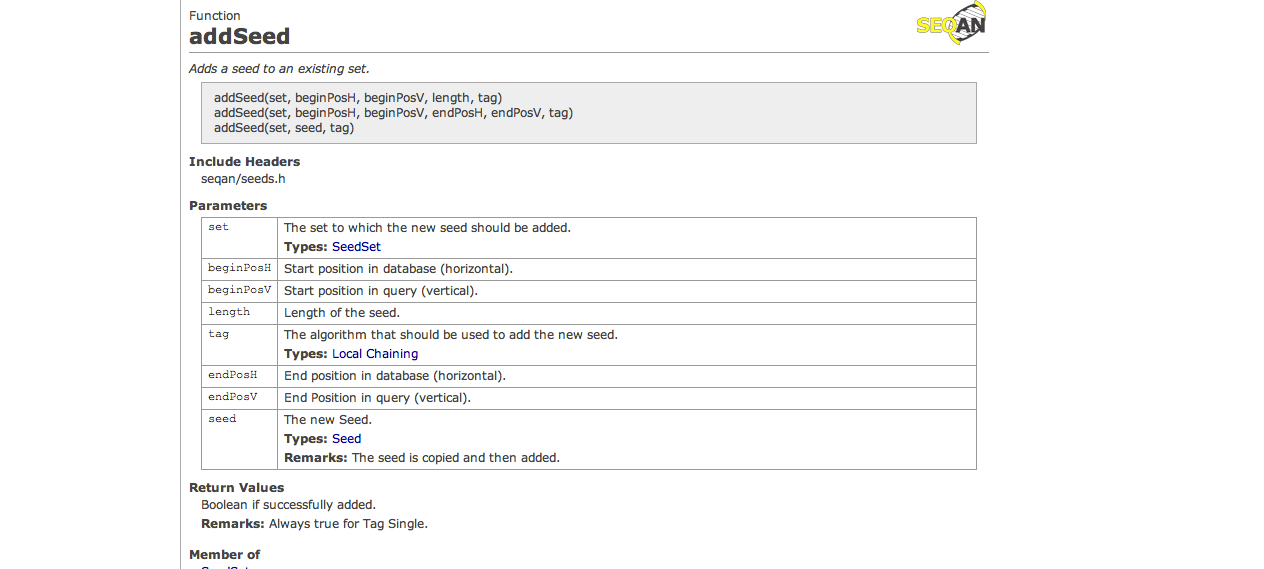 Function
SEQAN
addSeed
Adds a seed to an existing set.
addSeed(set, beginPosH, beginPosV, length, tag)
addSeed(set, beginPosH, beginPosV, endPosH, endPosV, tag)
addSeed(set, seed, tag)
Include Headers
seqan/seeds.h
Parameters
set The set to which the new seed should be added.
Types: SeedSet
beginPosH Start position in database (horizontal).
beginPosV Start position in query (vertical).
length Length of the seed.
tag The algorithm that should be used to add the new seed.
Types: Local Chaining
endPosH End position in database (horizontal).
endPosV End Position in query (vertical).
seed The new Seed.
Types: Seed
Remarks: The seed is copied and then added.
Return Values
Boolean if successfully added.
Remarks: Always true for Tag Single.
Member of